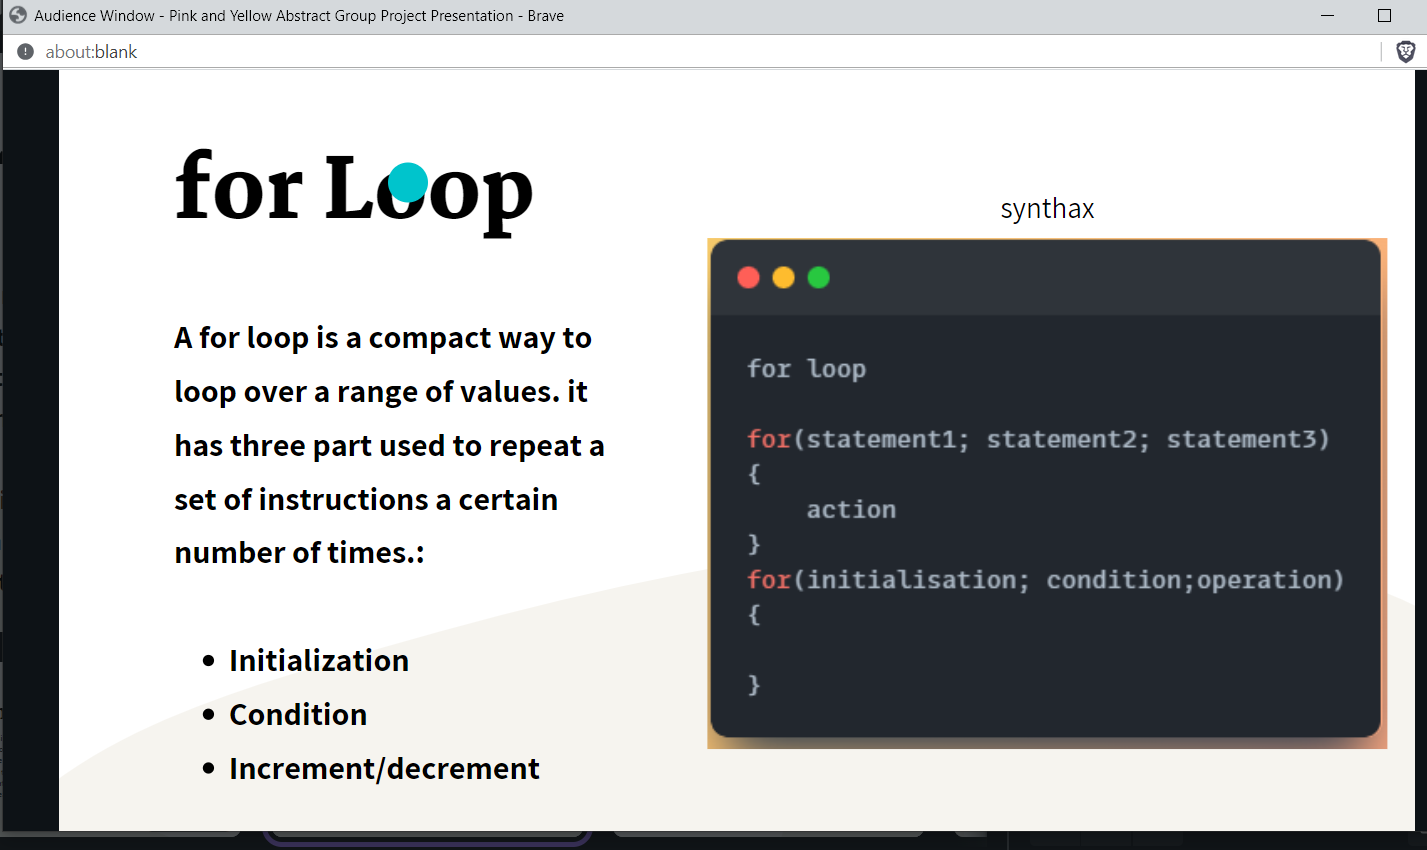 Audience Window - Pink and Yellow Abstract Group Project Presentation - Brave
about:blank
for Loop
A for loop is a compact way to
loop over a range of values. it
has three part used to repeat a
set of instructions a certain
number of times.:
• Initialization
• Condition
• Increment/decrement
synthax
for loop
for(statement1; statement2; statement3)
{
    action
}
for(initialisation; condition;operation)
{
}